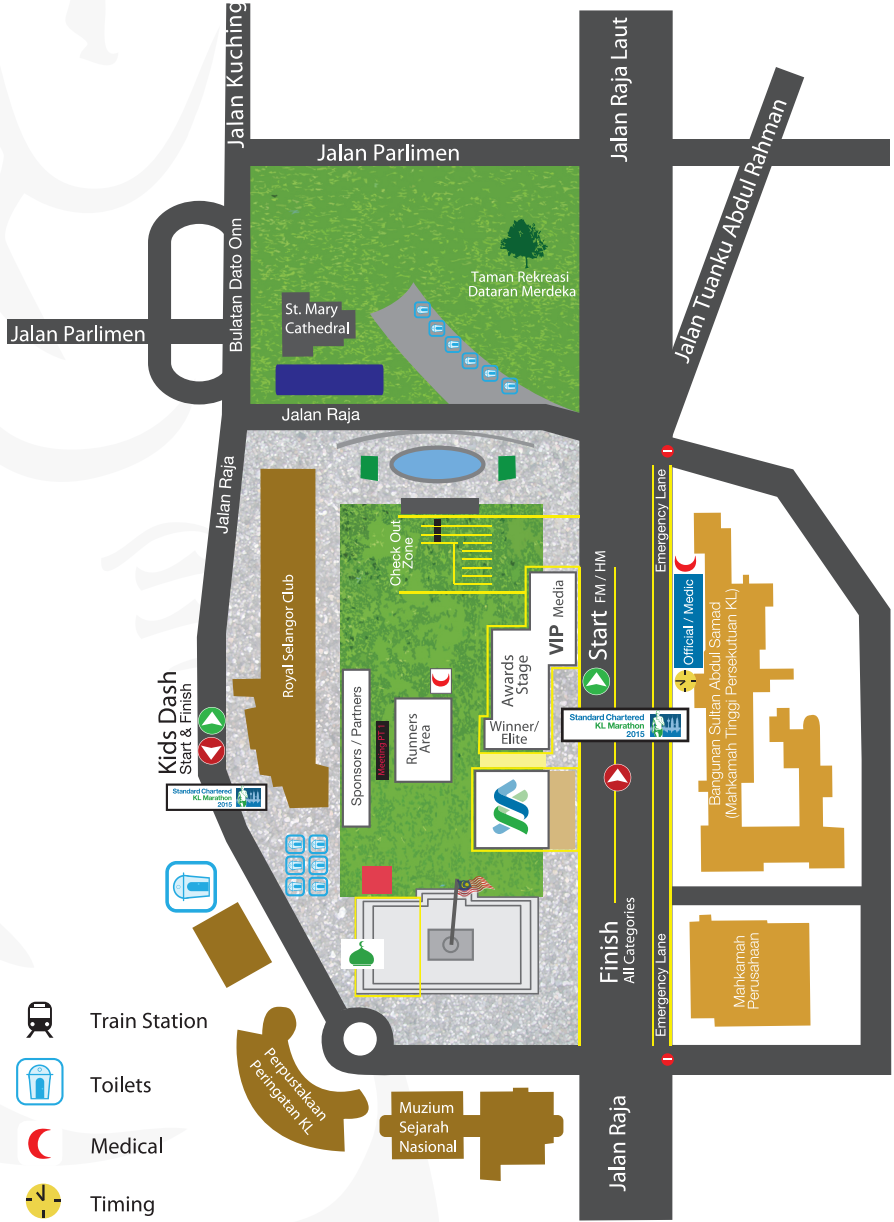 Jalan Kuching
Jalan Raja Laut
Jalan Parlimen
Jalan Tuanku Abdul Rahman
Bulatan Dato Onn
Taman Rekreasi
Dataran Merdeka
St. Mary
Cathedral
Jalan Parlimen
Jalan Raja
Jalan Raja
Emergency Lane
Check Out
Zone
Royal Selangor Club
Start FM / HM
VIP Media
Awards
Stage
Winner/
Elite
Official / Medic
Bangunan Sultan Abdul Samad
(Mahkamah Tinggi Persekutuan KL)
Kids Dash
Start & Finish
Sponsors / Partners
Meeting PT 1
Runners
Area
Standard Chartered
KL Marathon
2015
Standard Chartered
KL Marathon
2015
Finish
All Categories
Emergency Lane
Mahkamah
Perusahaan
Perpustakaan
Peringatan KL
Muzium
Sejarah
Nasional
Jalan Raja
Train Station
Toilets
Medical
Timing